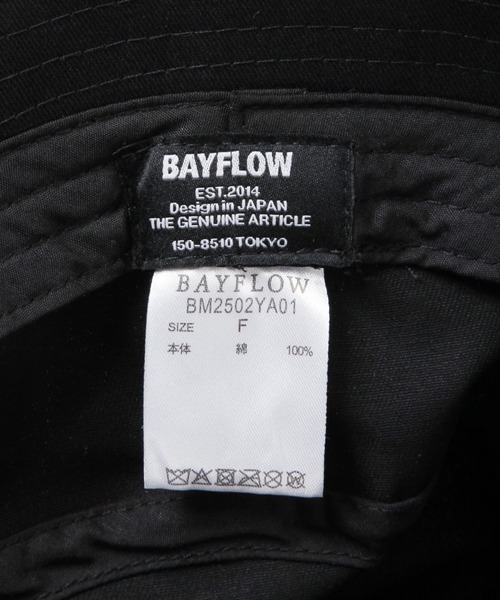 BAYFLOW
EST.2014
Design in JAPAN
THE GENUINE ARTICLE
150-8510 TOKYO
BAYFLOW
BM2502YA01
SIZE F
本体 綿 100%